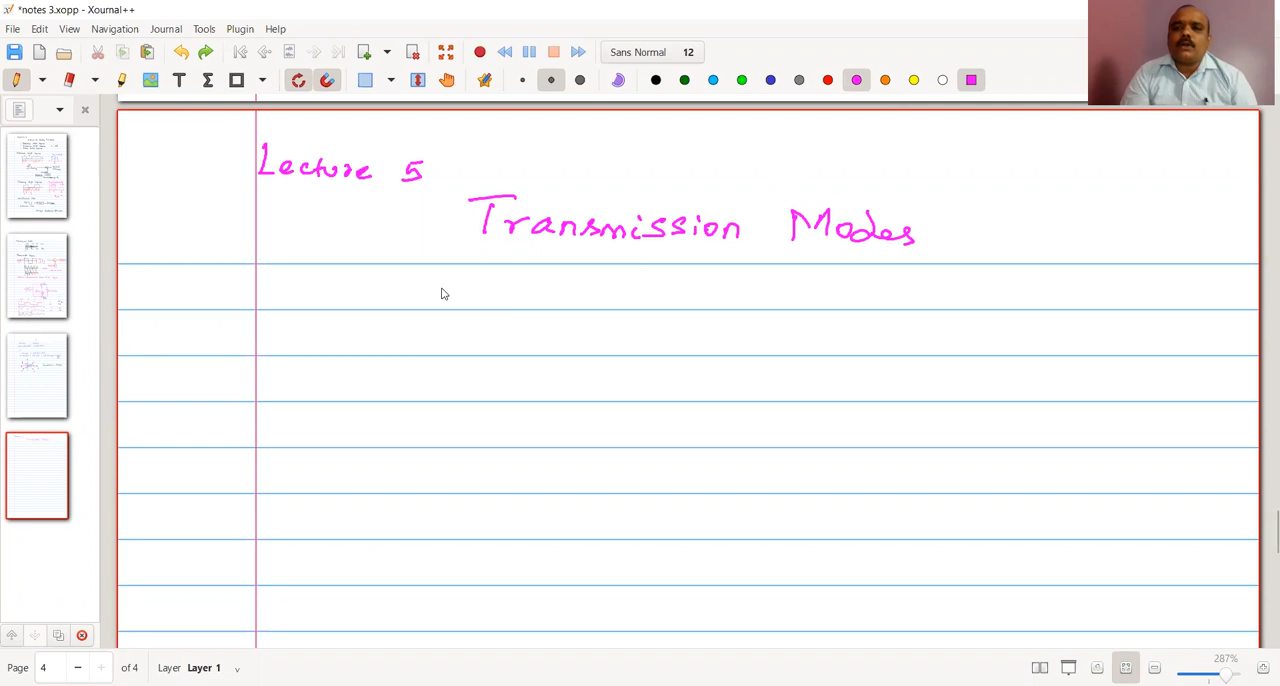 *notes 3.xopp - Xournal++
File Edit View Navigation Journal Tools Plugin Help
Sans Normal 12
Lecture 5
Transmission Modes
Page 4 of 4 Layer Layer 1
287%